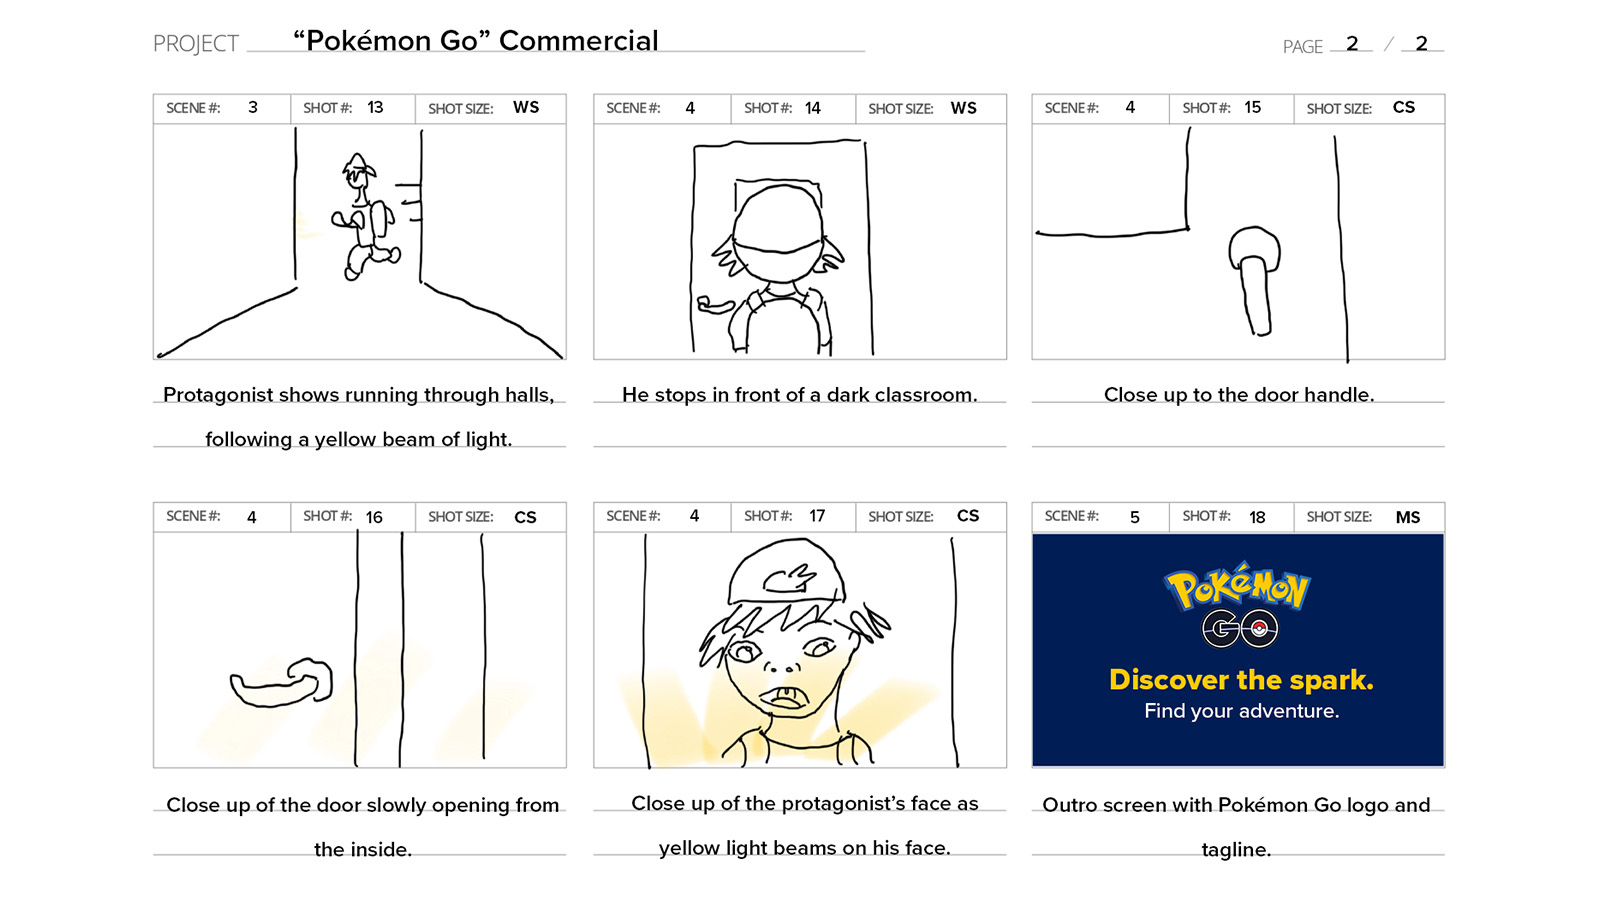 PROJECT “Pokémon Go” Commercial
PAGE 2 / 2
SCENE #: 3 SHOT #: 13 SHOT SIZE: WS
Protagonist shows running through halls,
following a yellow beam of light.
SCENE #: 4 SHOT #: 14 SHOT SIZE: WS
He stops in front of a dark classroom.
SCENE #: 4 SHOT #: 15 SHOT SIZE: CS
Close up to the door handle.
SCENE #: 4 SHOT #: 16 SHOT SIZE: CS
Close up of the door slowly opening from
the inside.
SCENE #: 4 SHOT #: 17 SHOT SIZE: CS
Close up of the protagonist’s face as
yellow light beams on his face.
SCENE #: 5 SHOT #: 18 SHOT SIZE: MS
POKéMON
GO
Discover the spark.
Find your adventure.
Outro screen with Pokémon Go logo and
tagline.